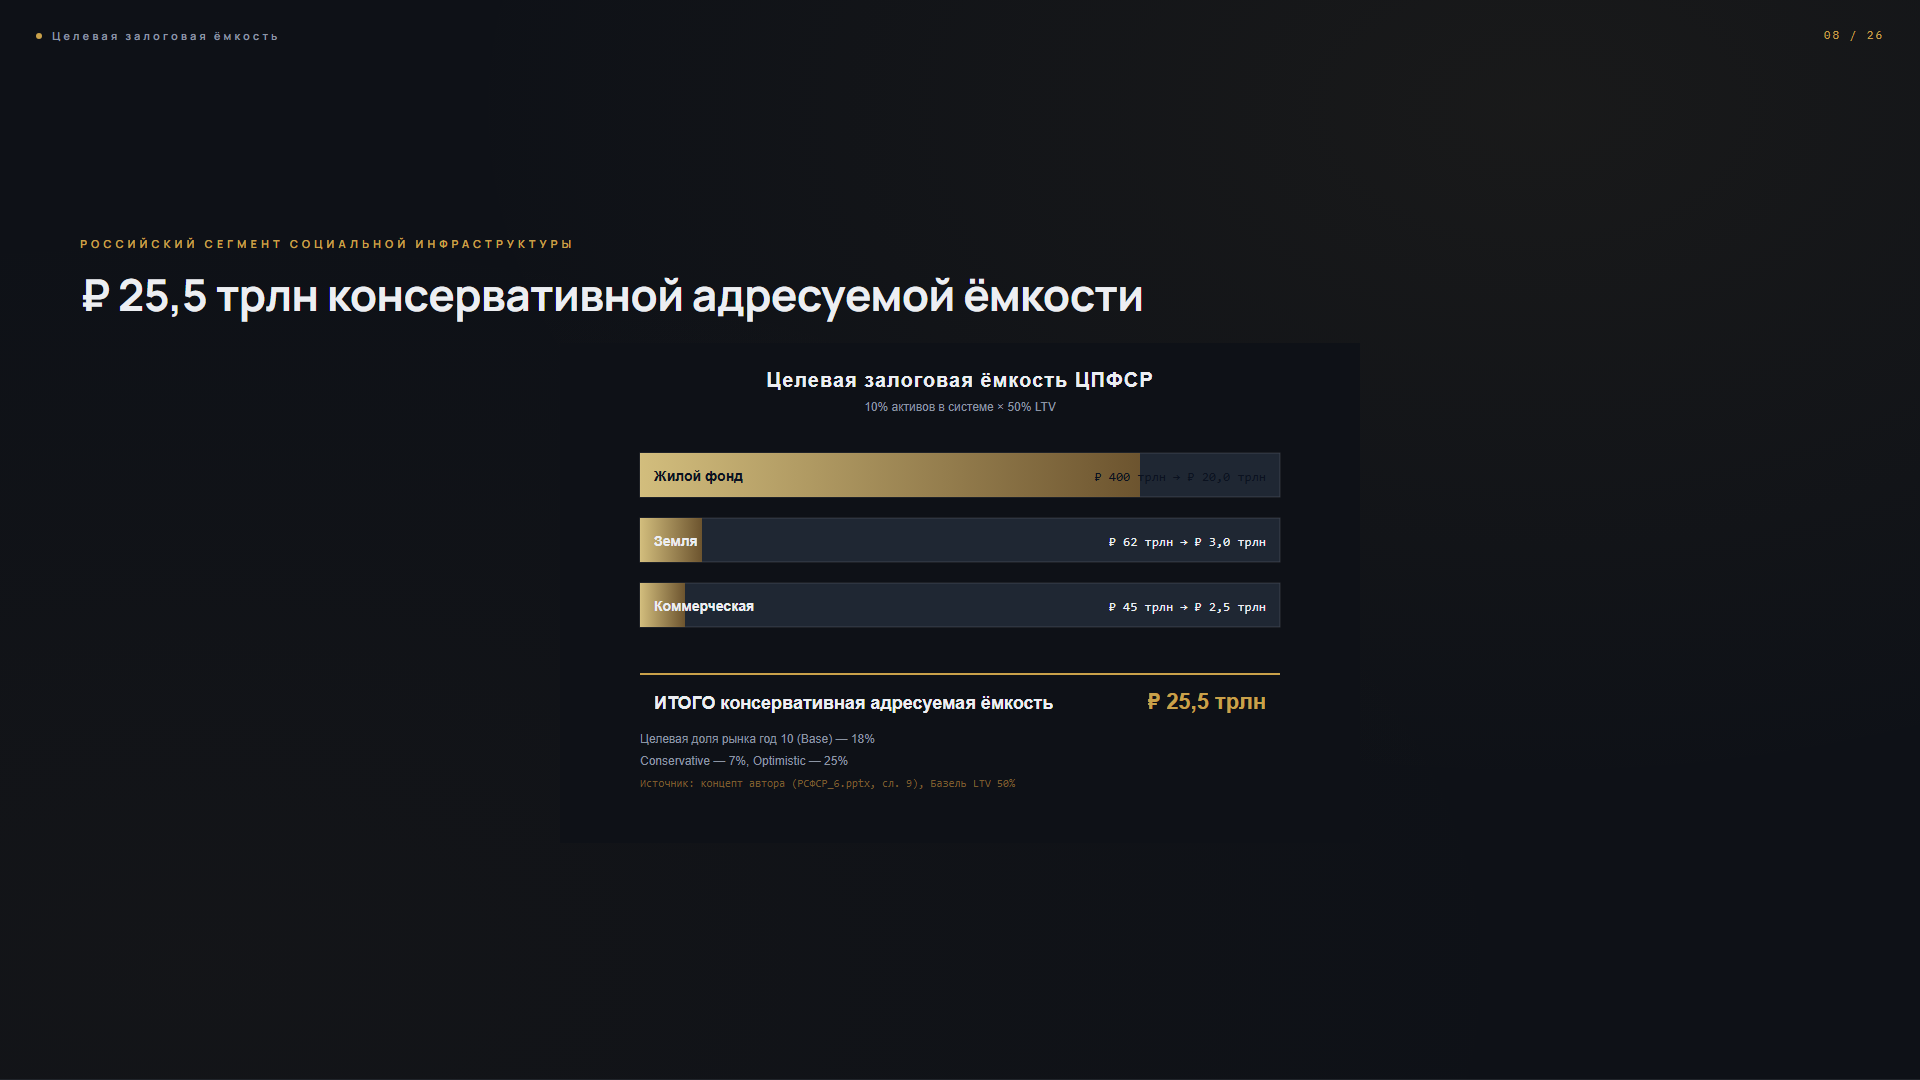 Целевая залоговая ёмкость
08 / 26
РОССИЙСКИЙ СЕГМЕНТ СОЦИАЛЬНОЙ ИНФРАСТРУКТУРЫ
₽ 25,5 трлн консервативной адресуемой ёмкости
Целевая залоговая ёмкость ЦПФСР
10% активов в системе × 50% LTV
Жилой фонд ₽ 400 трлн → ₽ 20,0 трлн
Земля ₽ 62 трлн → ₽ 3,0 трлн
Коммерческая ₽ 45 трлн → ₽ 2,5 трлн
ИТОГО консервативная адресуемая ёмкость ₽ 25,5 трлн
Целевая доля рынка год 10 (Base) — 18%
Conservative — 7%, Optimistic — 25%
Источник: концепт автора (РСФСР_6.pptx, сл. 9), Базель LTV 50%